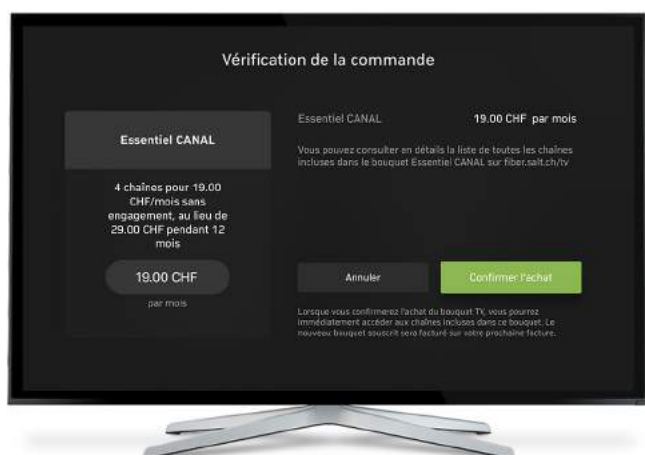 Vérification de la commande
Essentiel CANAL
4 chaînes pour 19.00
CHF/mois sans
engagement, au lieu de
29.00 CHF pendant 12
mois
19.00 CHF
par mois
Essentiel CANAL 19.00 CHF par mois
Vous pouvez consulter en détails la liste de toutes les chaînes
incluses dans le bouquet Essentiel CANAL sur fiber.salt.ch/tv
Annuler Confirmer l'achat
Lorsque vous confirmerez l'achat du bouquet TV, vous pourrez
immédiatement accéder aux chaînes incluses dans ce bouquet. Le
nouveau bouquet souscrit sera facturé sur votre prochaine facture.